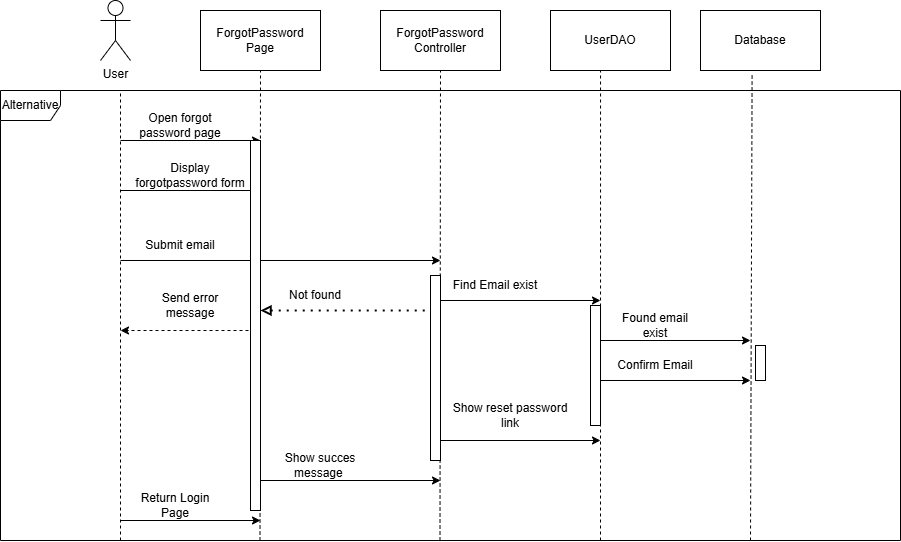 ForgotPassword
Page
ForgotPassword
Controller
UserDAO
Database
User
Alternative
Open forgot
password page
Display
forgotpassword form
Submit email
Find Email exist
Not found
Send error
message
Found email
exist
Confirm Email
Show reset password
link
Show succes
message
Return Login
Page